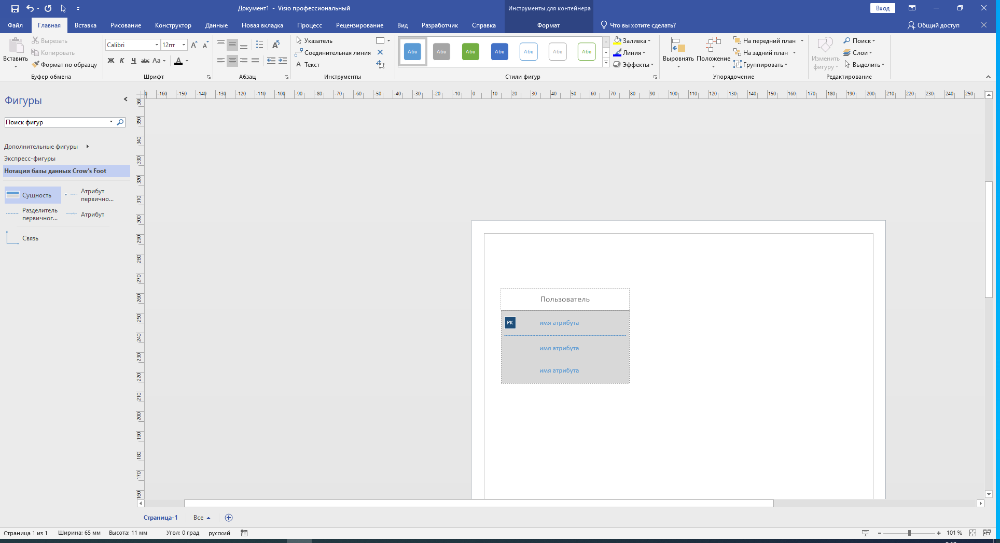 Документ1 - Visio профессиональный
Инструменты для контейнера
Вход
Файл Главная Вставка Рисование Конструктор Данные Новая вкладка Процесс Рецензирование Вид Разработчик Справка Формат Что вы хотите сделать? Общий доступ
Вставить
Вырезать
Копировать
Формат по образцу
Буфер обмена
Calibri 12пт
Ж К Ч abc Aa A
Шрифт
Абзац
Указатель
Соединительная линия
Текст
Инструменты
Абв Абв Абв Абв Абв Абв Абв
Заливка
Линия
Эффекты
Стили фигур
Выровнять Положение
На передний план
На задний план
Группировать
Упорядочение
Изменить фигуру
Поиск
Слои
Выделить
Редактирование
Фигуры
Поиск фигур
Дополнительные фигуры
Экспресс-фигуры
Нотация базы данных Crow's Foot
Сущность
Атрибут первично...
Разделитель первичног...
Атрибут
Связь
0 -160 -150 -140 -130 -120 -110 -100 -90 -80 -70 -60 -50 -40 -30 -20 -10 0 10 20 30 40 50 60 70 80 90 100 110 120 130 140 150 160 170 180 190 200 210 220 230 240 250
360 350 340 330 320 310 300 290 280 270 260 250 240 230 220 210 200 190 180 170 160
Пользователь
PK имя атрибута
имя атрибута
имя атрибута
Страница-1 Все
Страница 1 из 1 Ширина: 65 мм Высота: 11 мм Угол: 0 град русский
101 %